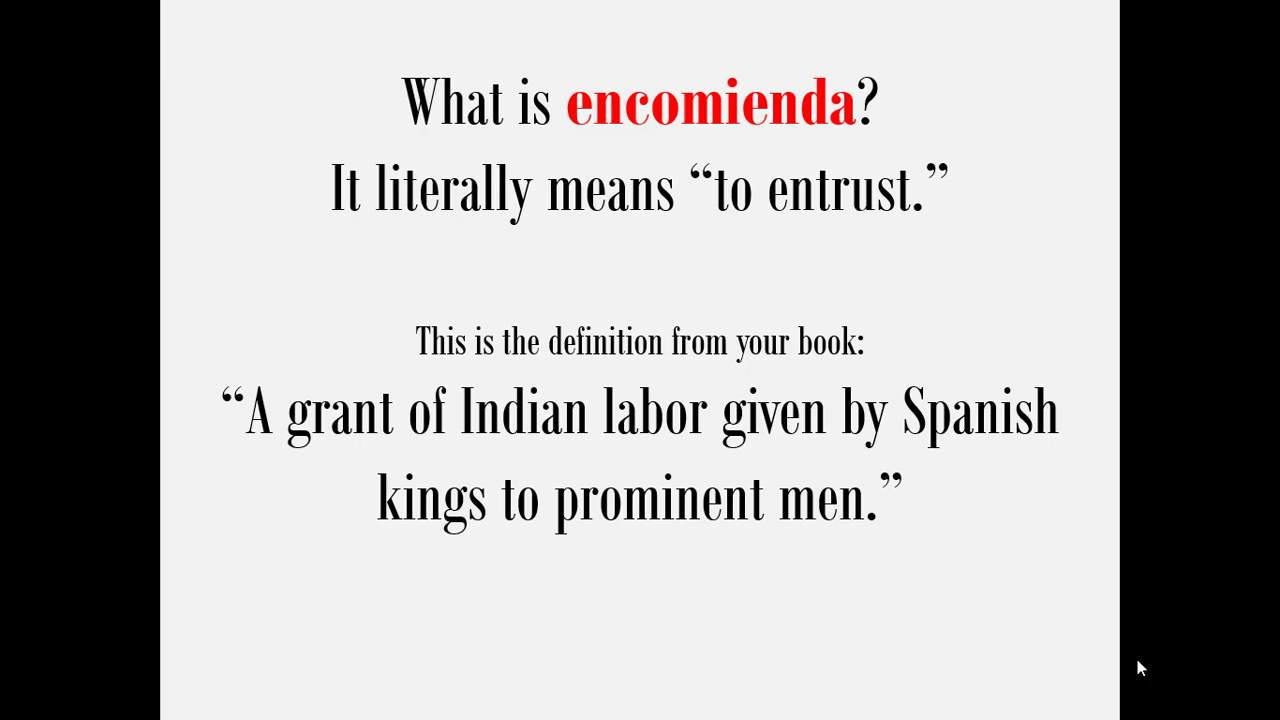 What is encomienda?
It literally means “to entrust.”
This is the definition from your book:
“A grant of Indian labor given by Spanish
kings to prominent men.”